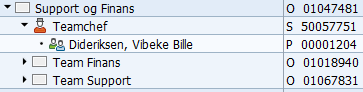 Support og Finans O 01047481
Teamchef S 50057751
Dideriksen, Vibeke Bille P 00001204
Team Finans O 01018940
Team Support O 01067831